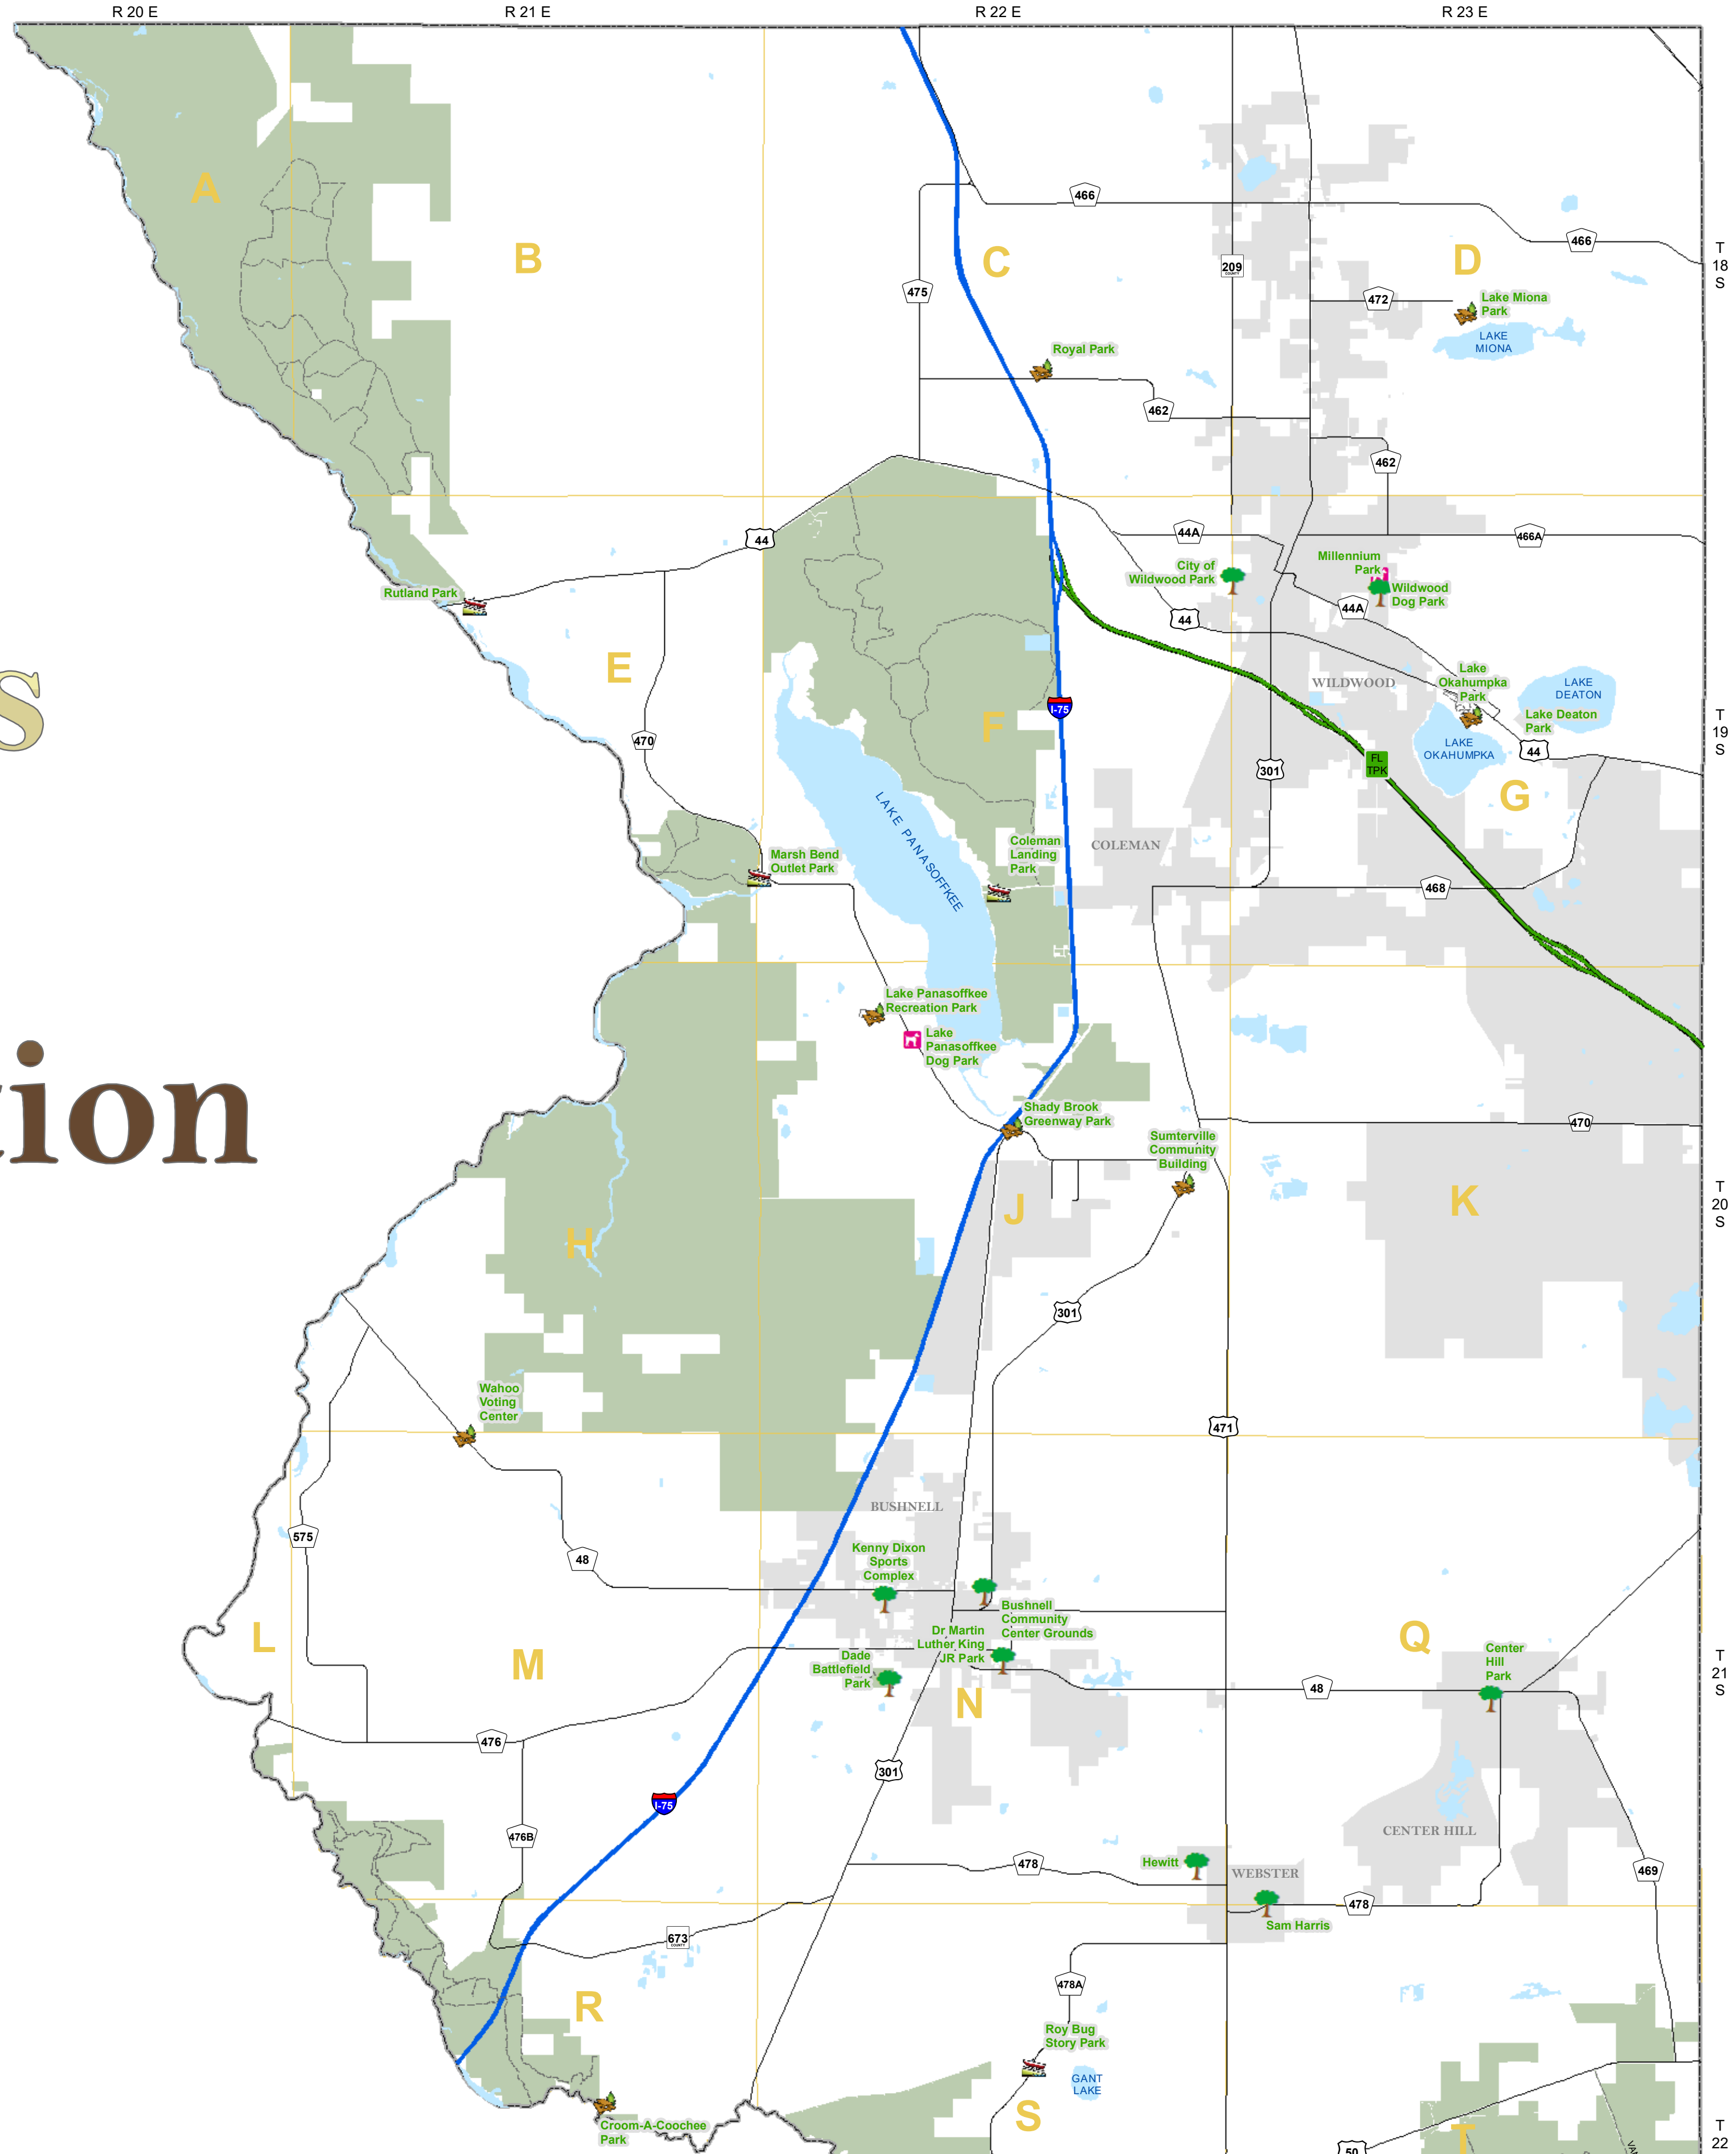 R 20 E
R 21 E
R 22 E
R 23 E
A
B
C
D
466
466
T
18
S
209
COUNTY
475
472
Lake Miona
Park
LAKE
MIONA
Royal Park
462
462
44
44A
466A
City of
Wildwood Park
Millennium
Park
Wildwood
Dog Park
Rutland Park
44A
44
E
S
WILDWOOD
Lake
Okahumpka
Park
LAKE
DEATON
Lake Deaton
Park
I-75
F
470
T
19
S
LAKE
OKAHUMPKA
44
FL
TPK
301
G
LAKE PANASOFFKEE
COLEMAN
Coleman
Landing
Park
Marsh Bend
Outlet Park
468
Lake Panasoffkee
Recreation Park
Lake
Panasoffkee
Dog Park
tion
Shady Brook
Greenway Park
470
Sumterville
Community
Building
T
20
S
J
K
H
301
Wahoo
Voting
Center
471
BUSHNELL
575
48
Kenny Dixon
Sports
Complex
Bushnell
Community
Center Grounds
L
M
Dr Martin
Luther King
JR Park
Dade
Battlefield
Park
Q
Center
Hill
Park
T
21
S
N
48
476
301
I-75
476B
CENTER HILL
478
Hewitt
WEBSTER
469
478
Sam Harris
673
COUNTY
478A
R
Roy Bug
Story Park
GANT
LAKE
S
Croom-A-Coochee
Park
T
50
T
22